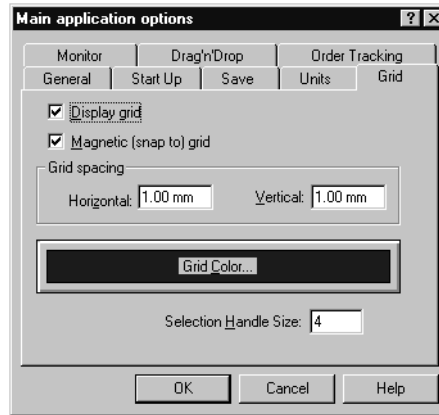 Main application options
Monitor Drag'n'Drop Order Tracking
General Start Up Save Units Grid
Display grid
Magnetic (snap to) grid
Grid spacing
Horizontal: 1.00 mm Vertical: 1.00 mm
Grid Color...
Selection Handle Size: 4
OK Cancel Help